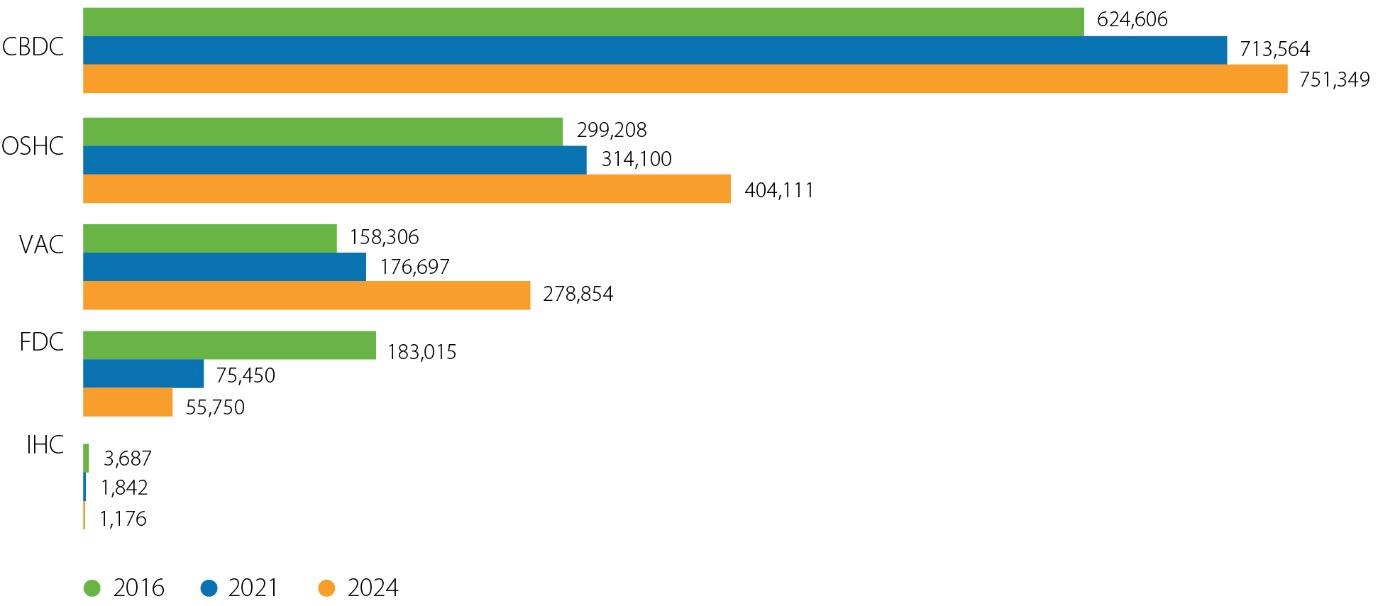 624,606
CBDC
713,564
751,349
299,208
OSHC
314,100
404,111
158,306
VAC
176,697
278,854
FDC
183,015
75,450
55,750
IHC
3,687
1,842
1,176
2016 2021 2024